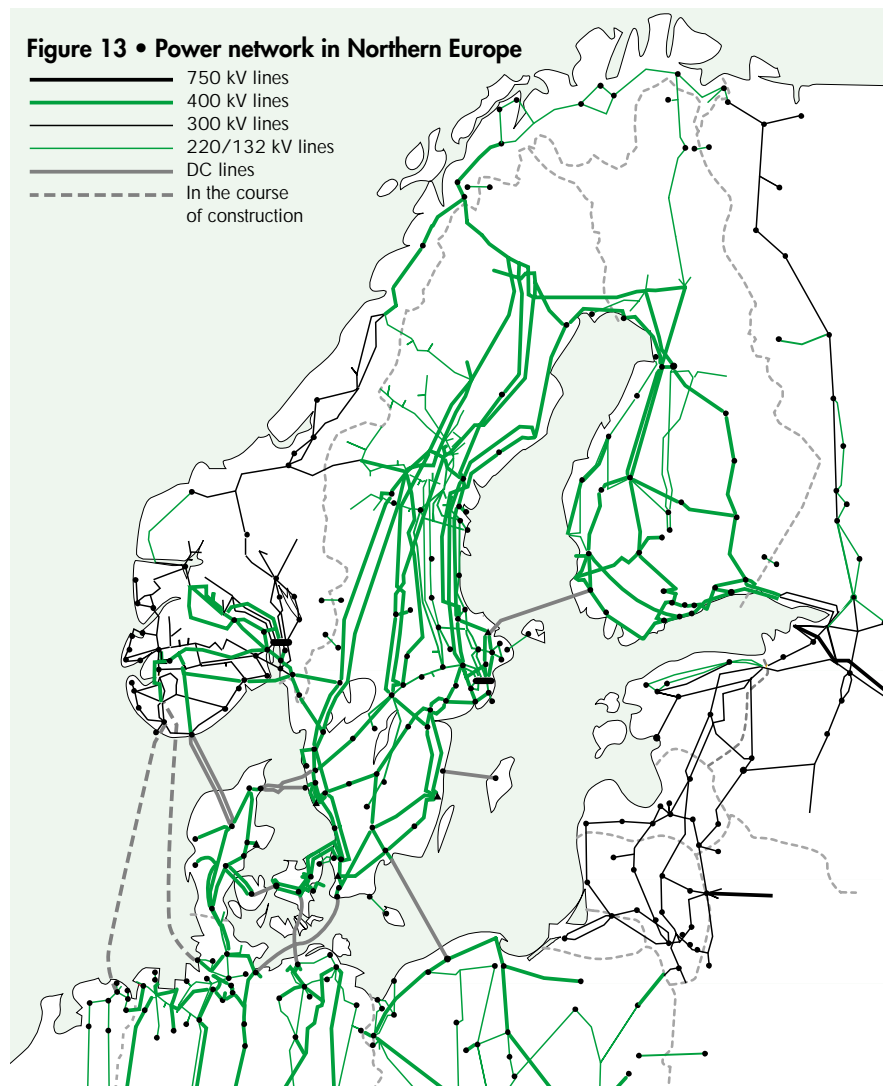 Figure 13 • Power network in Northern Europe
750 kV lines
400 kV lines
300 kV lines
220/132 kV lines
DC lines
In the course
of construction